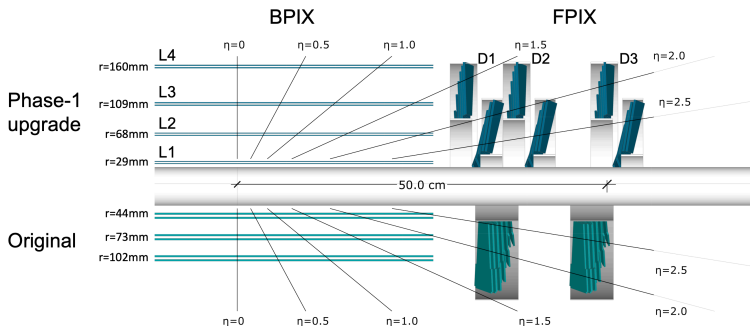 BPIX FPIX
η=0 η=0.5 η=1.0 η=1.5
L4 D1 D2 D3 η=2.0
r=160mm
L3
Phase-1 r=109mm η=2.5
upgrade
L2
r=68mm
L1
r=29mm
50.0 cm
r=44mm
Original r=73mm
r=102mm
η=2.5
η=2.0
η=0 η=0.5 η=1.0 η=1.5